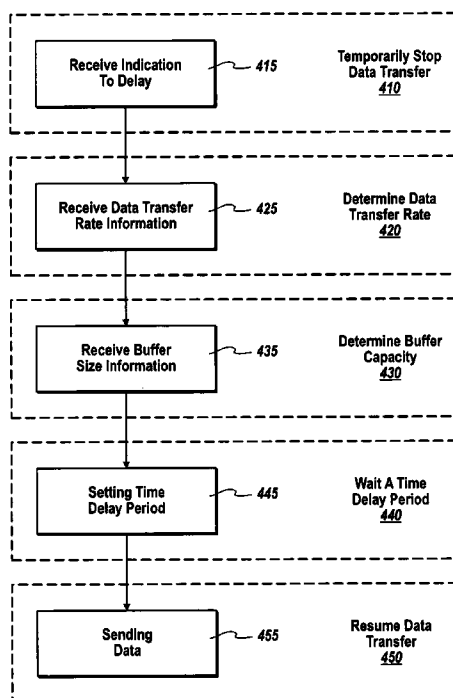 Receive Indication
To Delay
415
Temporarily Stop
Data Transfer
410
Receive Data Transfer
Rate Information
425
Determine Data
Transfer Rate
420
Receive Buffer
Size Information
435
Determine Buffer
Capacity
430
Setting Time
Delay Period
445
Wait A Time
Delay Period
440
Sending
Data
455
Resume Data
Transfer
450